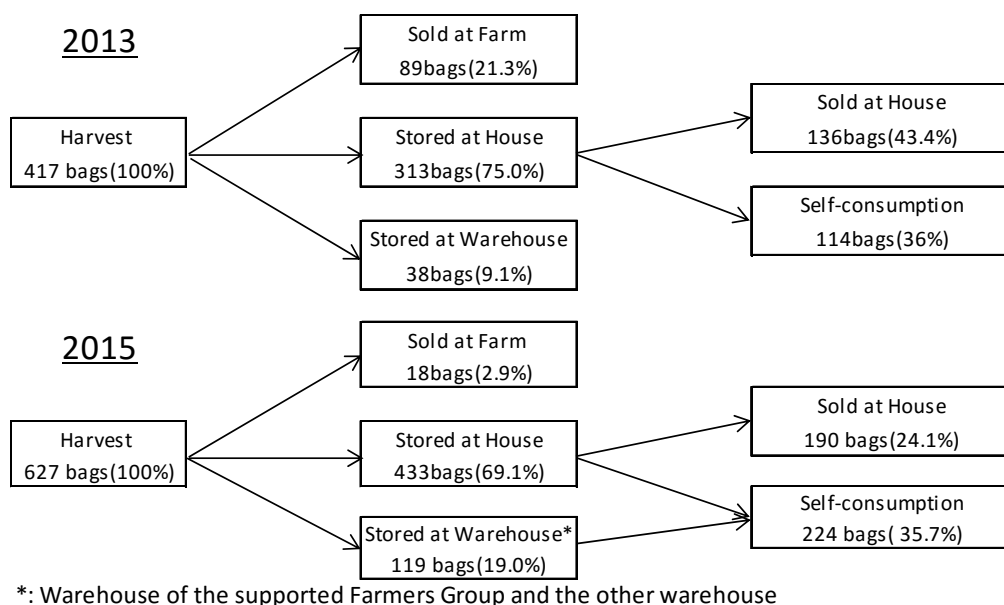 2013
Sold at Farm
89bags(21.3%)
Harvest
417 bags(100%)
Stored at House
313bags(75.0%)
Stored at Warehouse
38bags(9.1%)
Sold at House
136bags(43.4%)
Self-consumption
114bags(36%)
2015
Sold at Farm
18bags(2.9%)
Harvest
627 bags(100%)
Stored at House
433bags(69.1%)
Stored at Warehouse*
119 bags(19.0%)
Sold at House
190 bags(24.1%)
Self-consumption
224 bags( 35.7%)
*: Warehouse of the supported Farmers Group and the other warehouse